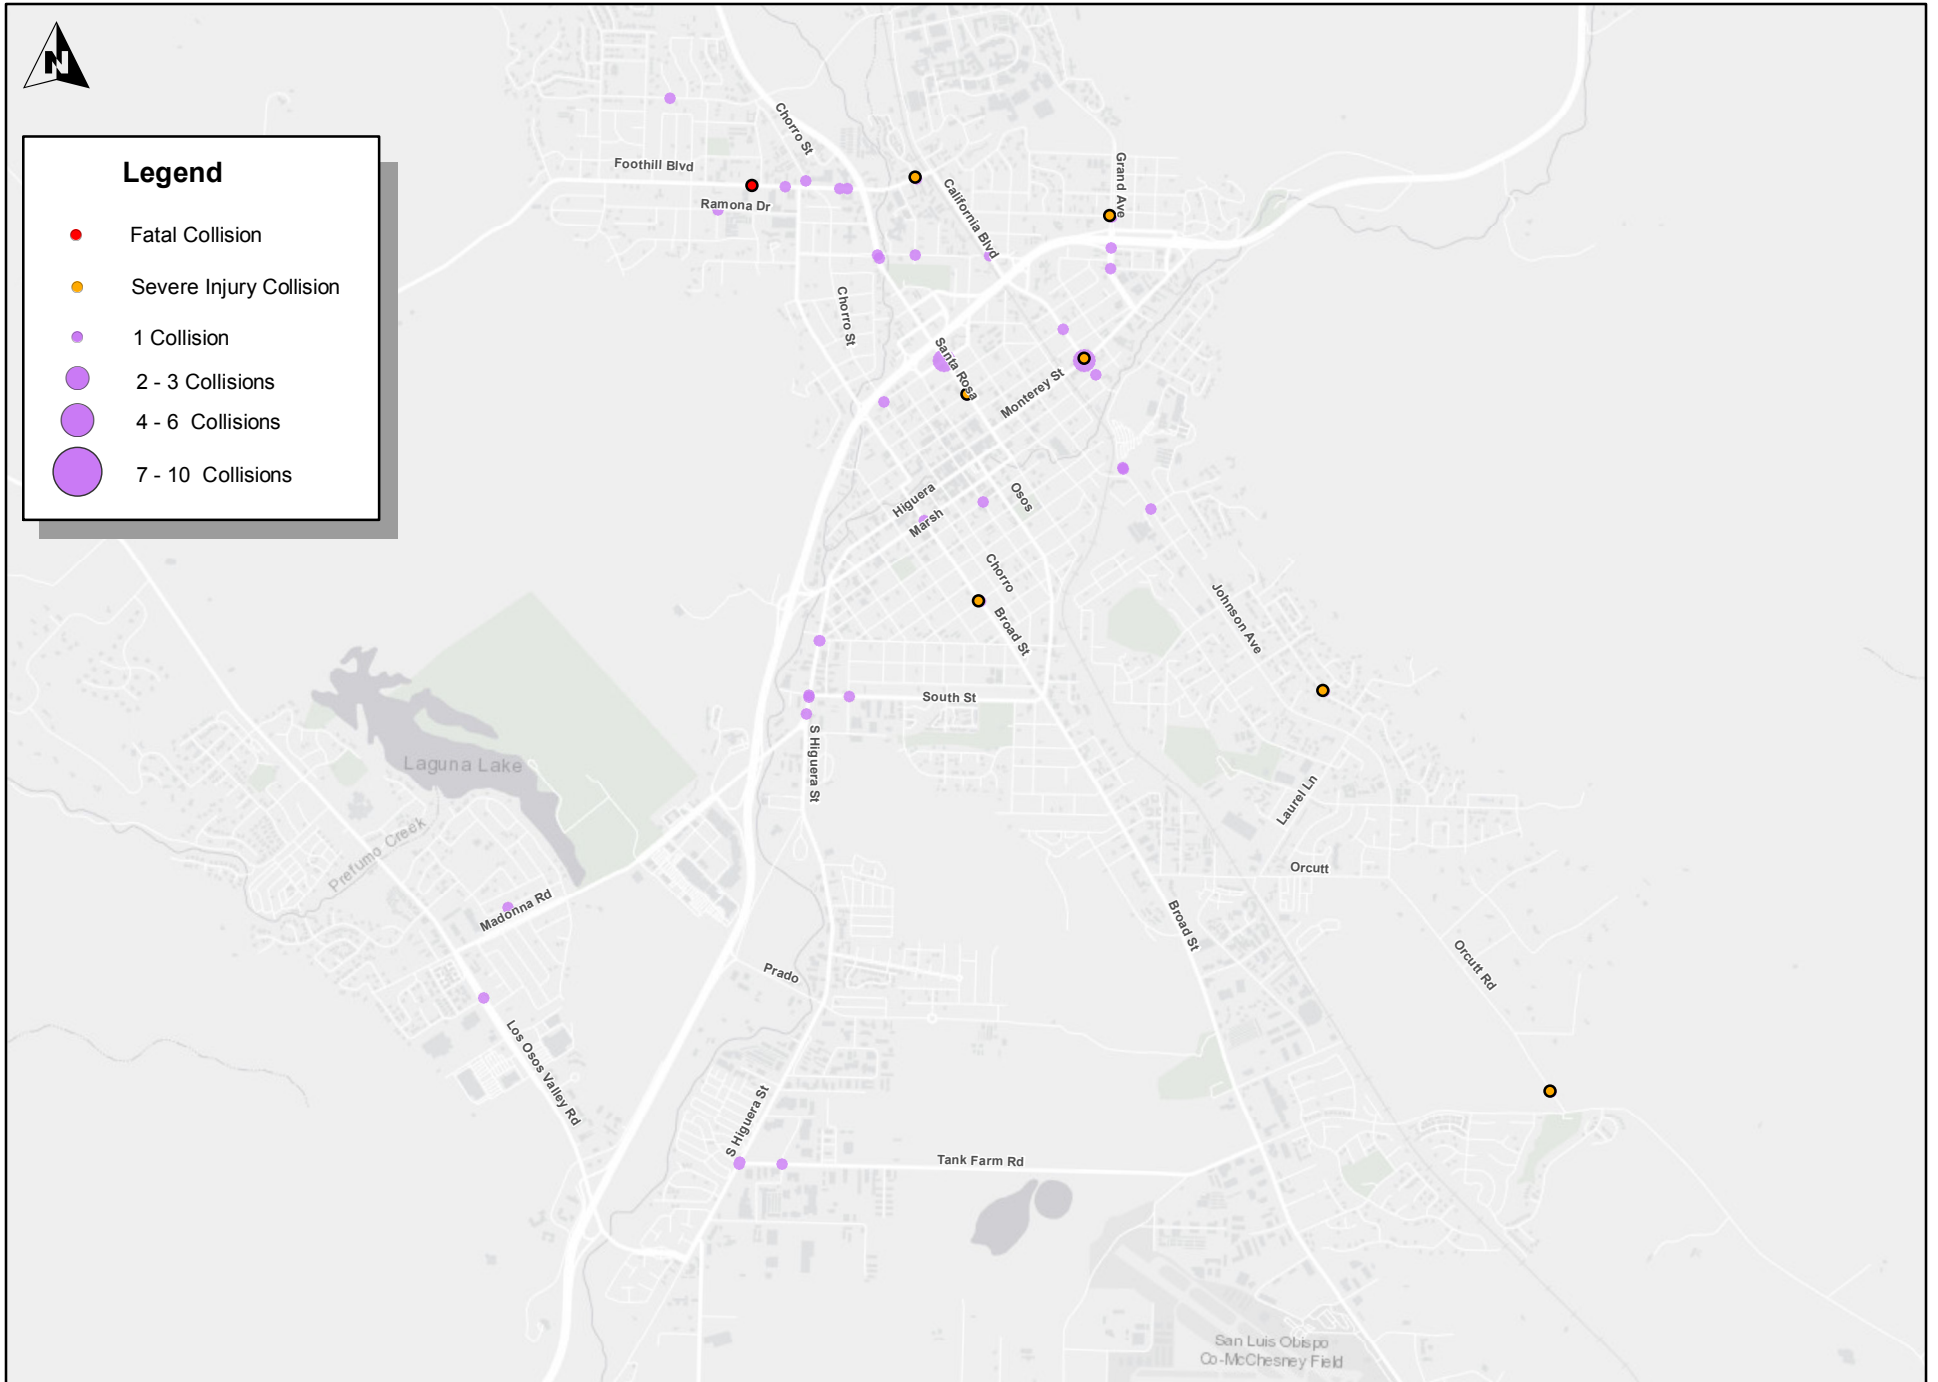 N
Legend
Fatal Collision
Severe Injury Collision
1 Collision
2 - 3 Collisions
4 - 6 Collisions
7 - 10 Collisions
Chorro St
Foothill Blvd
Ramona Dr
California Blvd
Grand Ave
Chorro St
Santa Rosa
Monterey St
Higuera
Marsh
Osos
Chorro
Broad St
Johnson Ave
South St
S Higuera St
Laguna Lake
Laurel Ln
Prefumo Creek
Orcutt
Madonna Rd
Broad St
Orcutt Rd
Prado
Los Osos Valley Rd
S Higuera St
Tank Farm Rd
San Luis Obispo
Co-McChesney Field